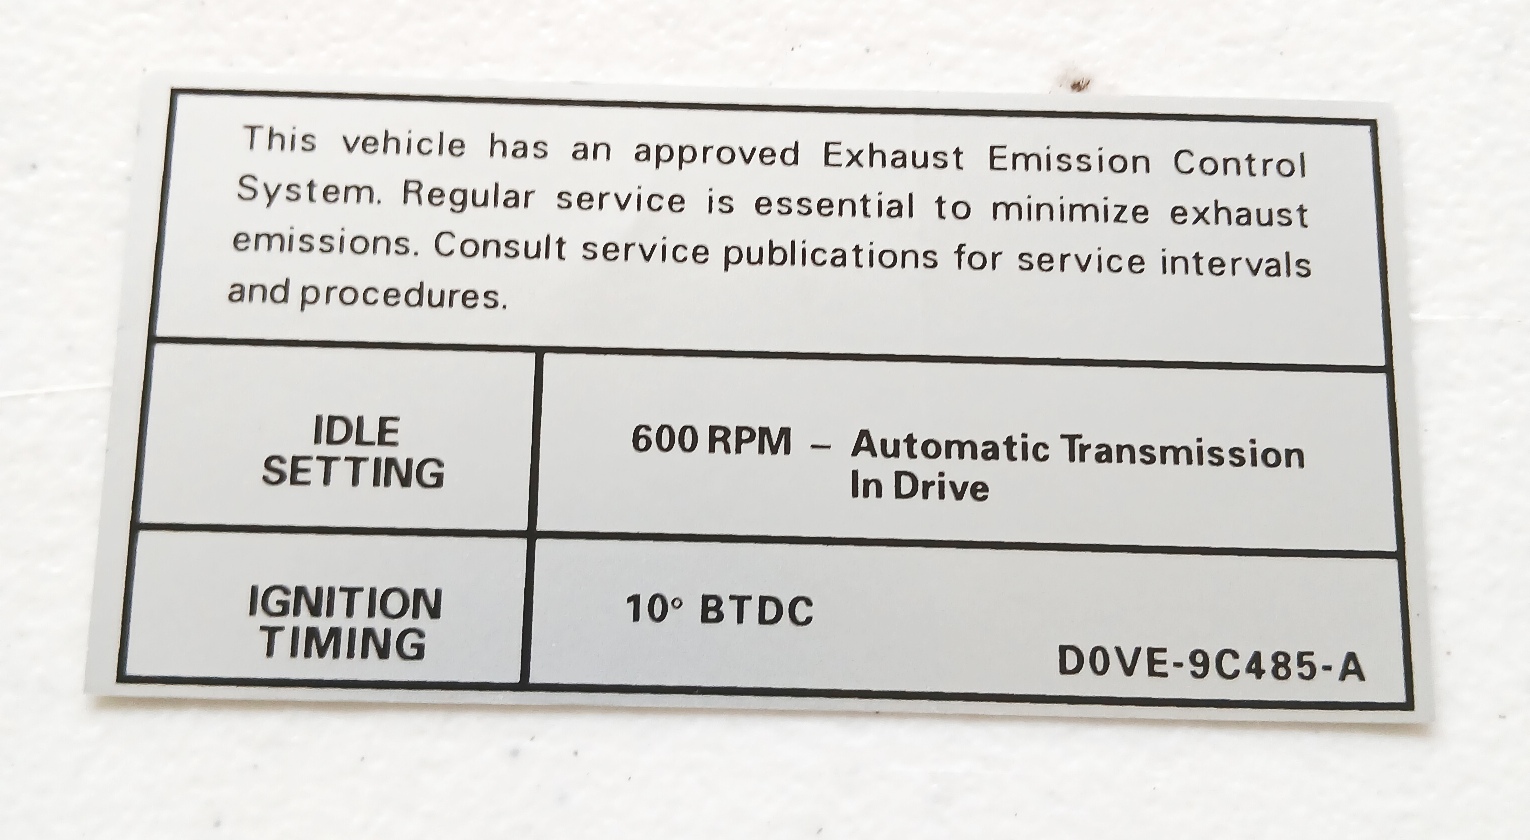 This vehicle has an approved Exhaust Emission Control
System. Regular service is essential to minimize exhaust
emissions. Consult service publications for service intervals
and procedures.
IDLE
SETTING
600 RPM – Automatic Transmission
In Drive
IGNITION
TIMING
10° BTDC
D0VE-9C485-A